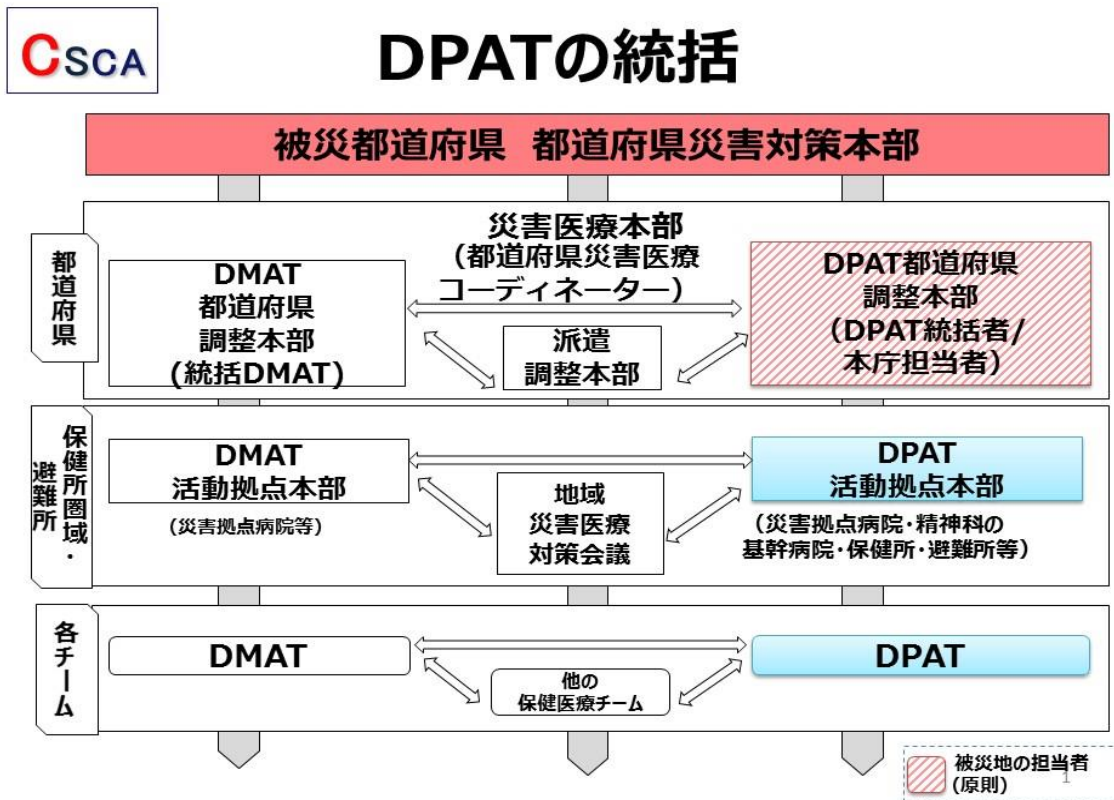 CSCA
DPATの統括
被災都道府県 都道府県災害対策本部
都道府県
災害医療本部
(都道府県災害医療
コーディネーター)
DMAT
都道府県
調整本部
(統括DMAT)
派遣
調整本部
DPAT都道府県
調整本部
(DPAT統括者/
本庁担当者)
保健所圏域・
避難所
DMAT
活動拠点本部
(災害拠点病院等)
地域
災害医療
対策会議
DPAT
活動拠点本部
(災害拠点病院・精神科の
基幹病院・保健所・避難所等)
各チーム
DMAT
他の
保健医療チーム
DPAT
被災地の担当者
(原則)
1